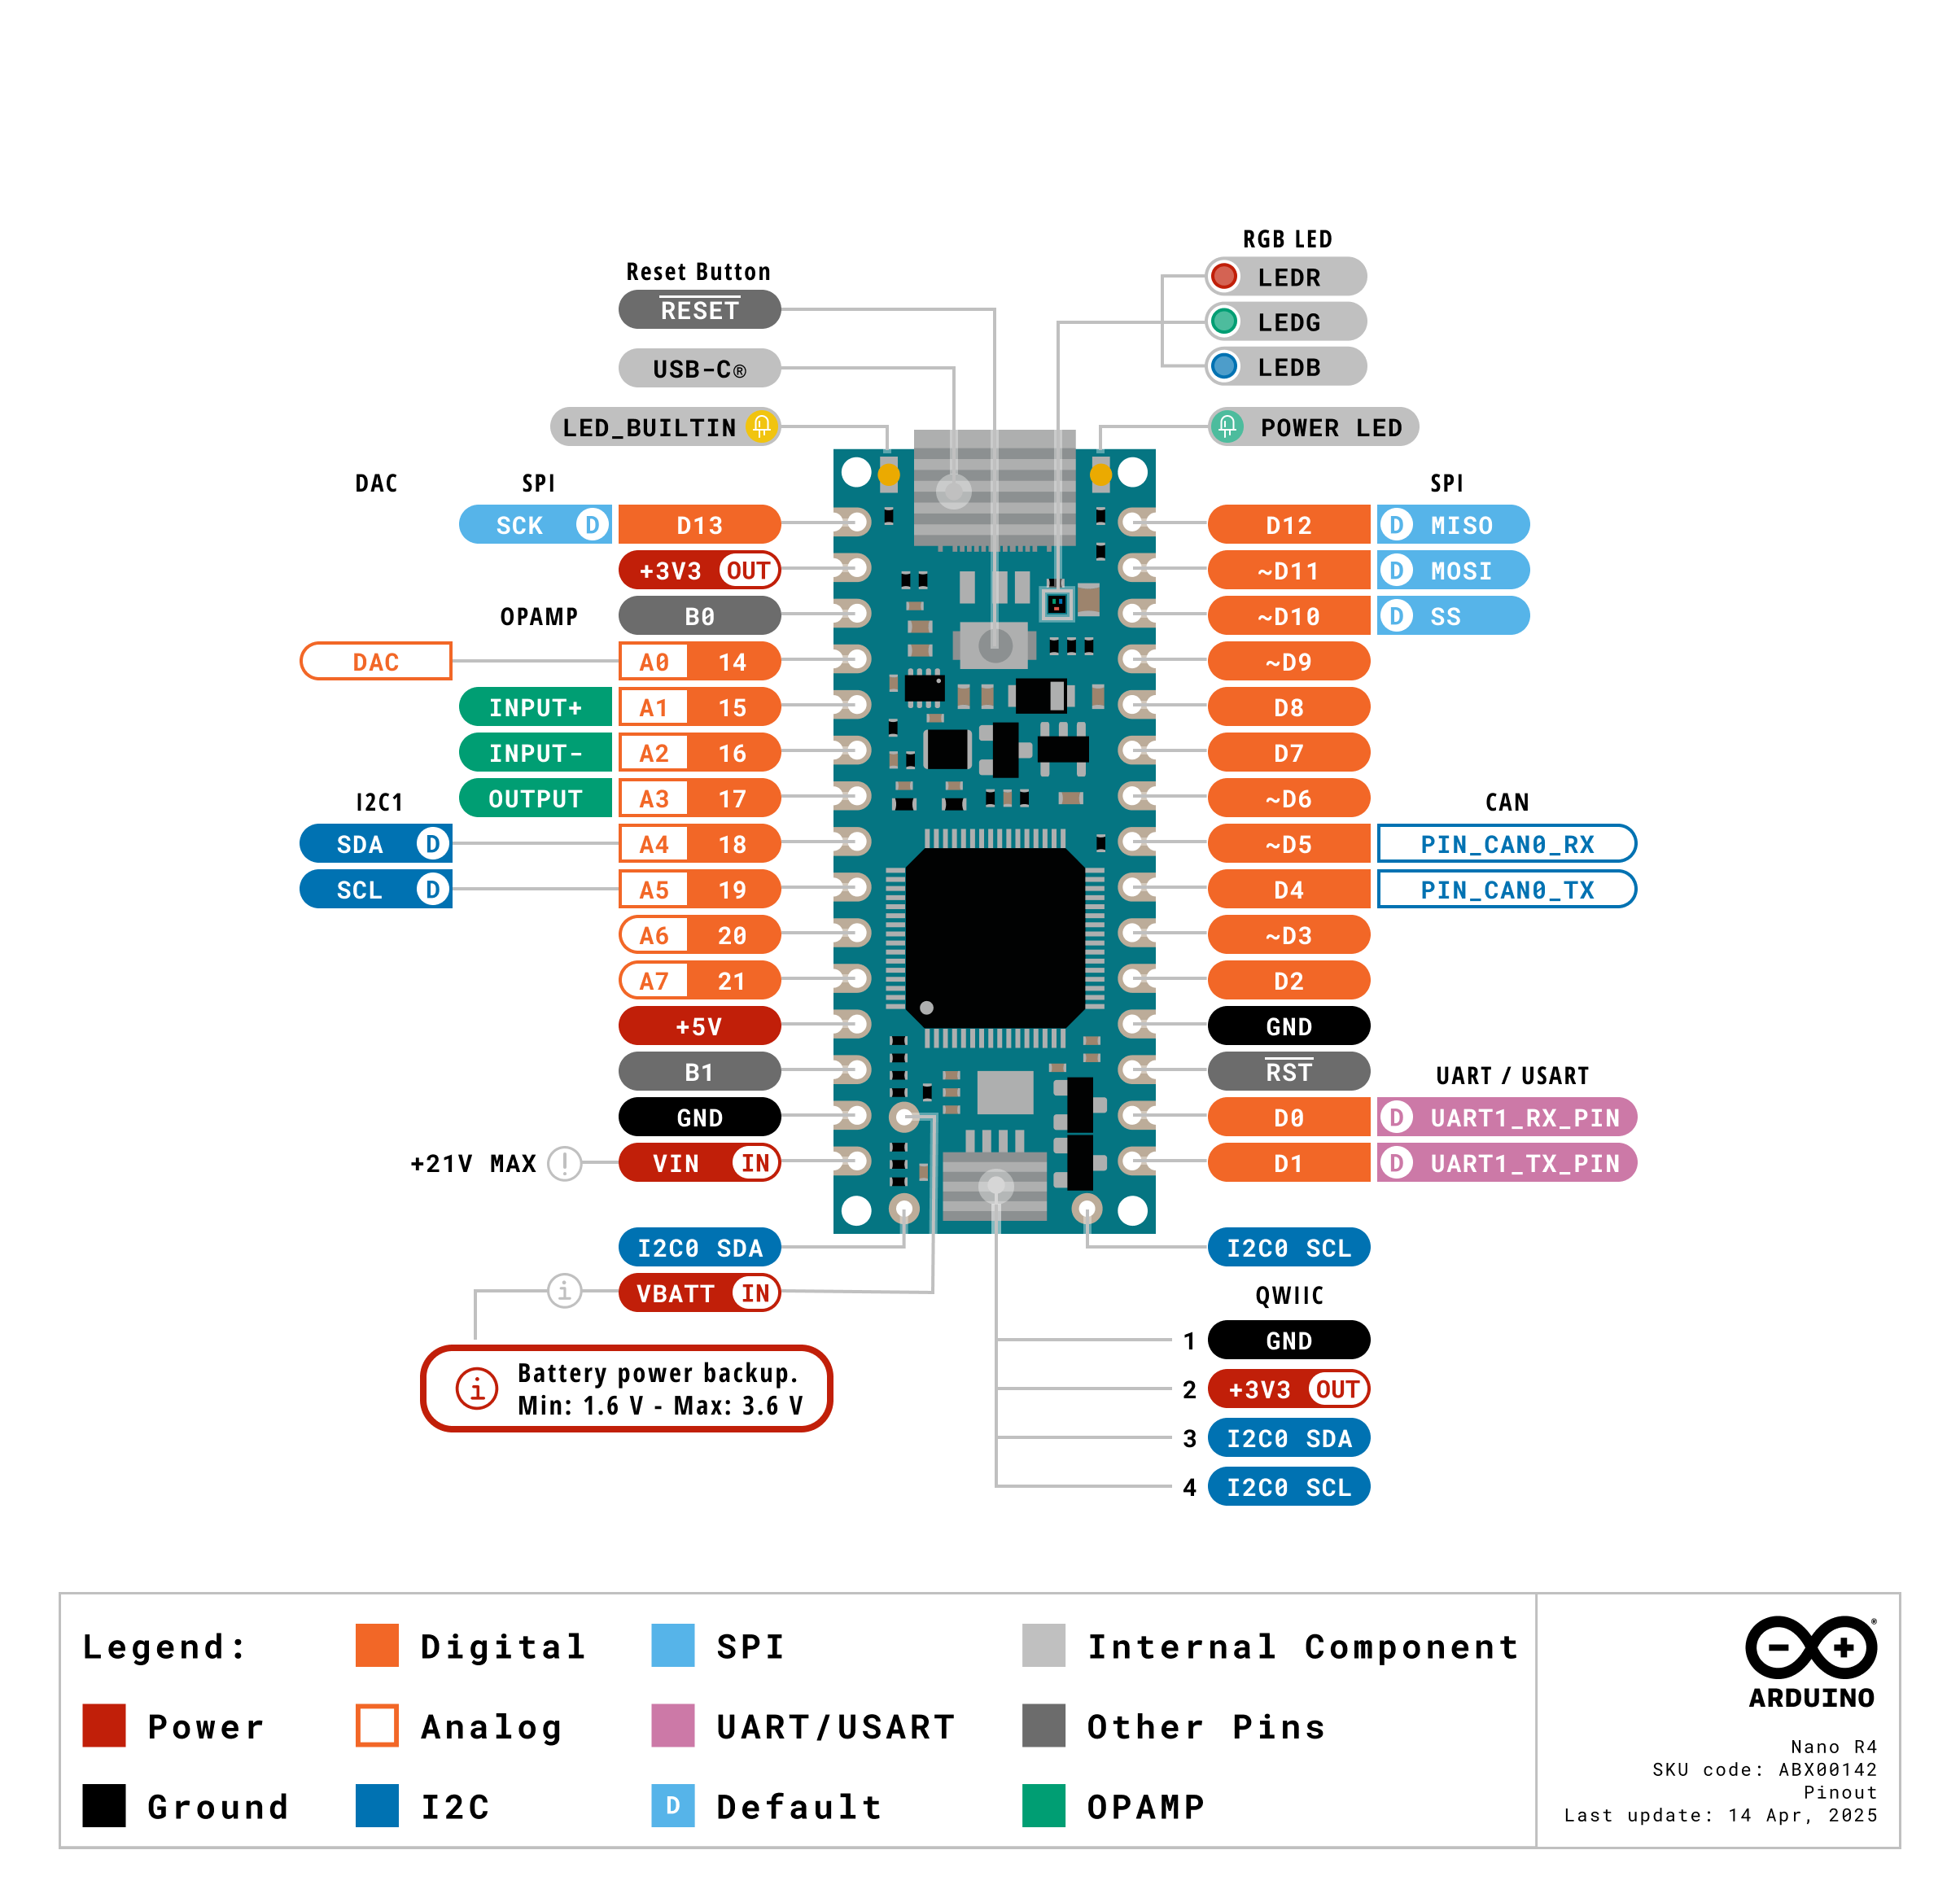 RGB LED
LEDR
LEDG
LEDB
POWER LED
Reset Button
RESET
USB-C®
LED_BUILTIN
DAC SPI
SCK D D13
+3V3 OUT
OPAMP B0
DAC A0 14
INPUT+ A1 15
INPUT- A2 16
OUTPUT A3 17
I2C1
SDA D A4 18
SCL D A5 19
A6 20
A7 21
+5V
B1
GND
+21V MAX ! VIN IN
I2C0 SDA
i VBATT IN
i Battery power backup.
Min: 1.6 V - Max: 3.6 V
SPI
D12 D MISO
~D11 D MOSI
~D10 D SS
~D9
D8
D7
~D6
CAN
~D5 PIN_CAN0_RX
D4 PIN_CAN0_TX
~D3
D2
GND
RST
UART / USART
D0 D UART1_RX_PIN
D1 D UART1_TX_PIN
I2C0 SCL
QWIIC
1 GND
2 +3V3 OUT
3 I2C0 SDA
4 I2C0 SCL
Legend: Digital SPI Internal Component
Power Analog UART/USART Other Pins
Ground I2C D Default OPAMP
®
ARDUINO
Nano R4
SKU code: ABX00142
Pinout
Last update: 14 Apr, 2025